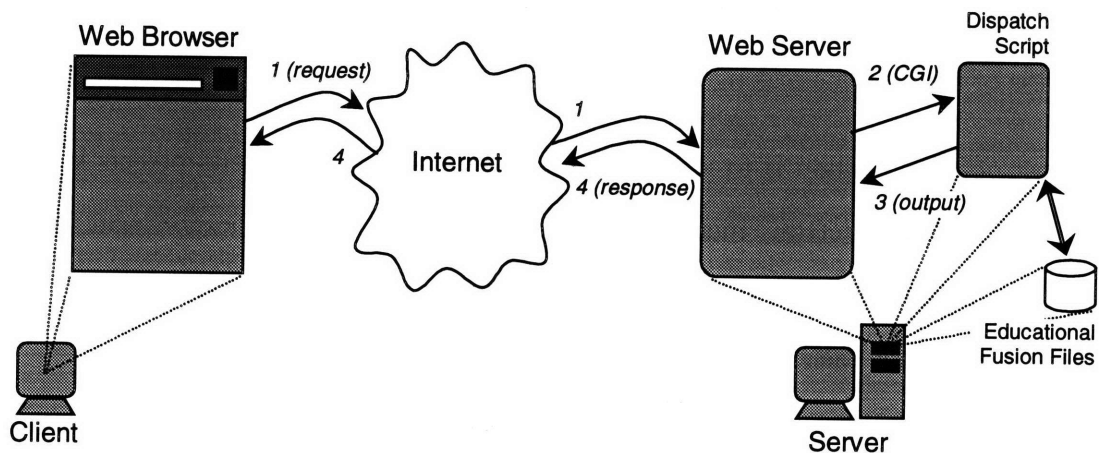 Web Browser
1 (request)
4
Internet
1
4 (response)
Web Server
2 (CGI)
3 (output)
Dispatch
Script
Educational
Fusion Files
Client
Server